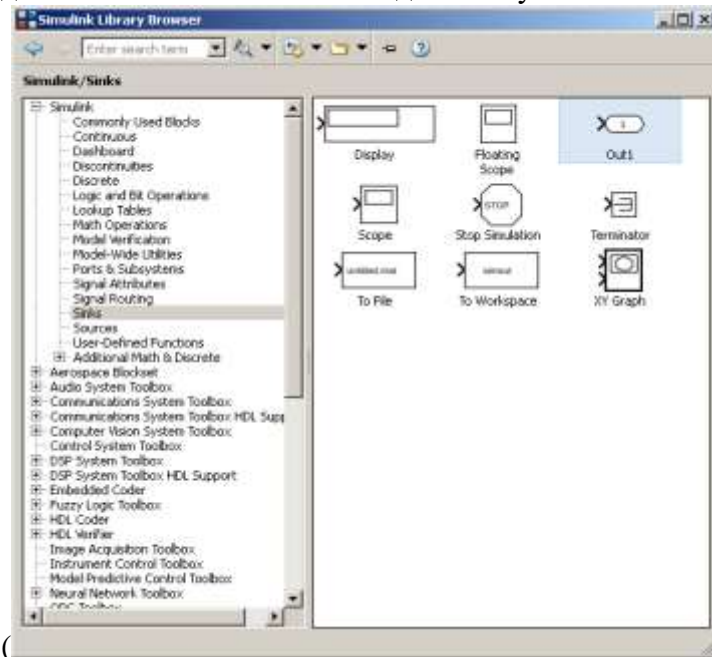 Simulink Library Browser
Enter search term
Simulink/Sinks
Simulink
Commonly Used Blocks
Continuous
Dashboard
Discontinuities
Discrete
Logic and Bit Operations
Lookup Tables
Math Operations
Model Verification
Model-Wide Utilities
Ports & Subsystems
Signal Attributes
Signal Routing
Sinks
Sources
User-Defined Functions
Additional Math & Discrete
Aerospace Blockset
Audio System Toolbox
Communications System Toolbox
Communications System Toolbox HDL Supp
Computer Vision System Toolbox
Control System Toolbox
DSP System Toolbox
DSP System Toolbox HDL Support
Embedded Coder
Fuzzy Logic Toolbox
HDL Coder
HDL Verifier
Image Acquisition Toolbox
Instrument Control Toolbox
Model Predictive Control Toolbox
Neural Network Toolbox
OPC Toolbox
Display
Floating
Scope
1
Out1
Scope
STOP
Stop Simulation
Terminator
untitled.mat
To File
simout
To Workspace
XY Graph
(